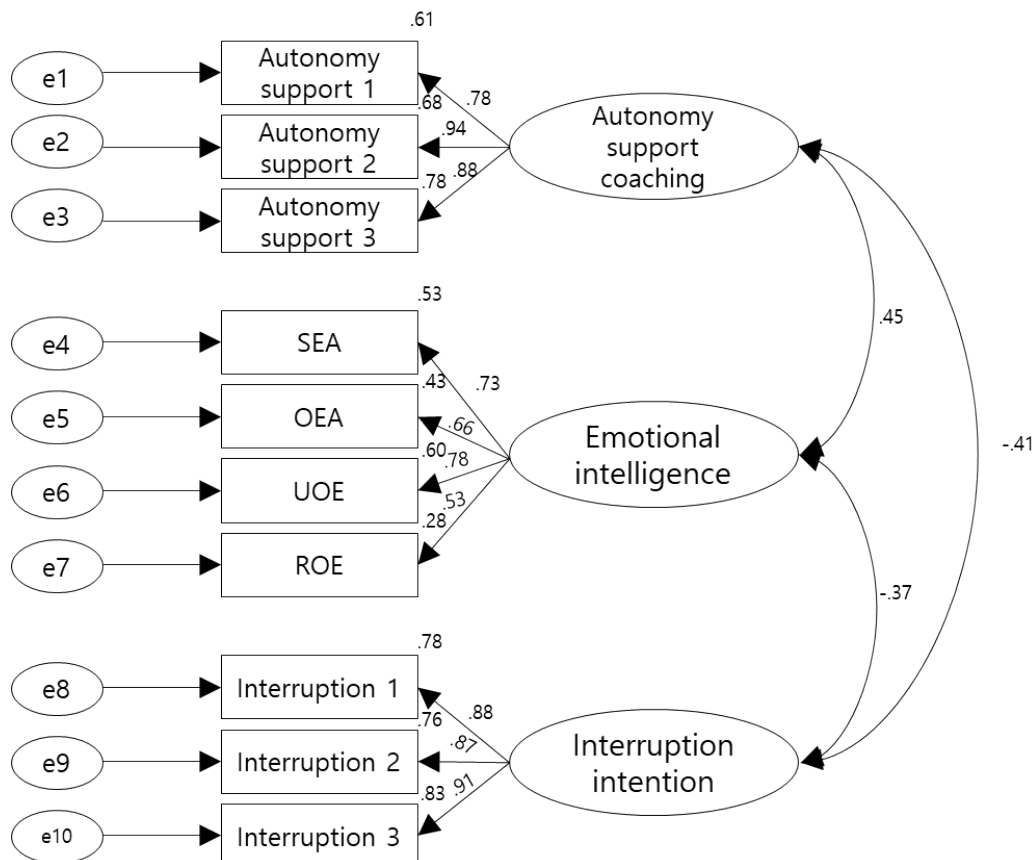 .61
e1
Autonomy
support 1
.78
.68
e2
Autonomy
support 2
.94
.78
.88
e3
Autonomy
support 3
Autonomy
support
coaching
.53
e4
SEA
.73
.43
e5
OEA
.66
.60
.78
e6
UOE
.53
.28
e7
ROE
Emotional
intelligence
.45
-.41
-.37
.78
e8
Interruption 1
.88
.76
e9
Interruption 2
.87
.83
.91
e10
Interruption 3
Interruption
intention